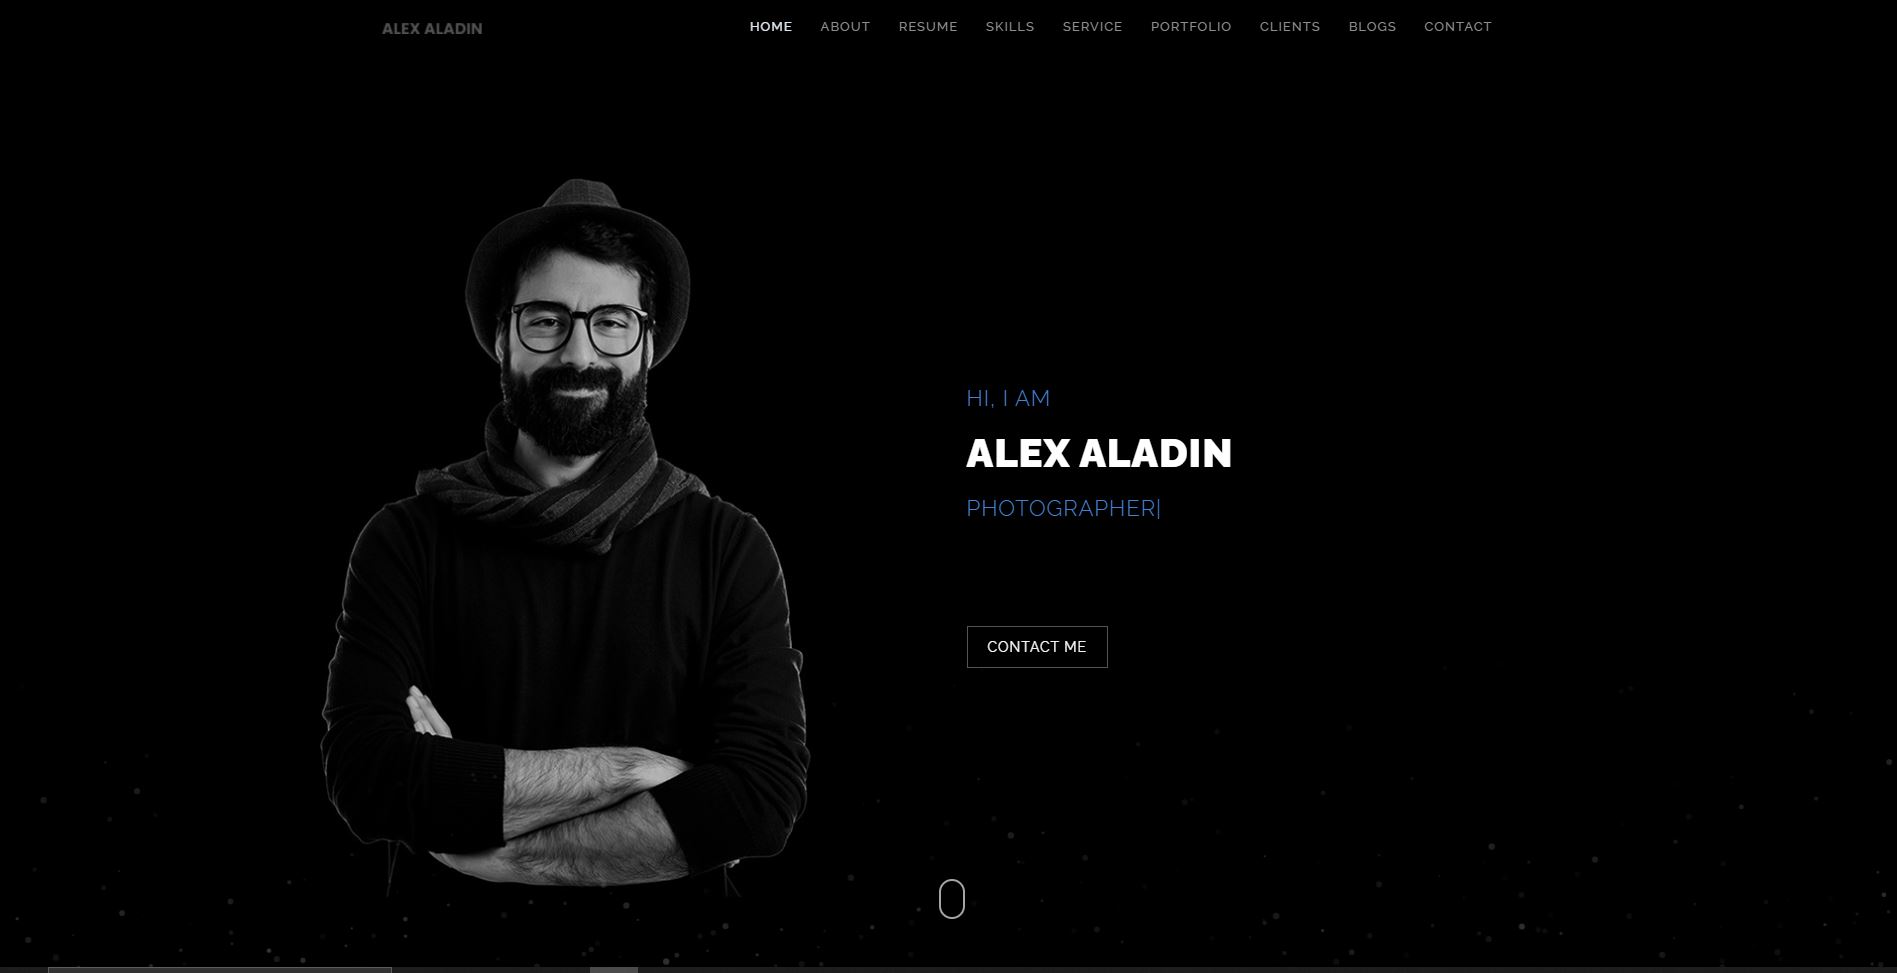 ALEX ALADIN
HOME ABOUT RESUME SKILLS SERVICE PORTFOLIO CLIENTS BLOGS CONTACT
HI, I AM
ALEX ALADIN
PHOTOGRAPHER|
CONTACT ME